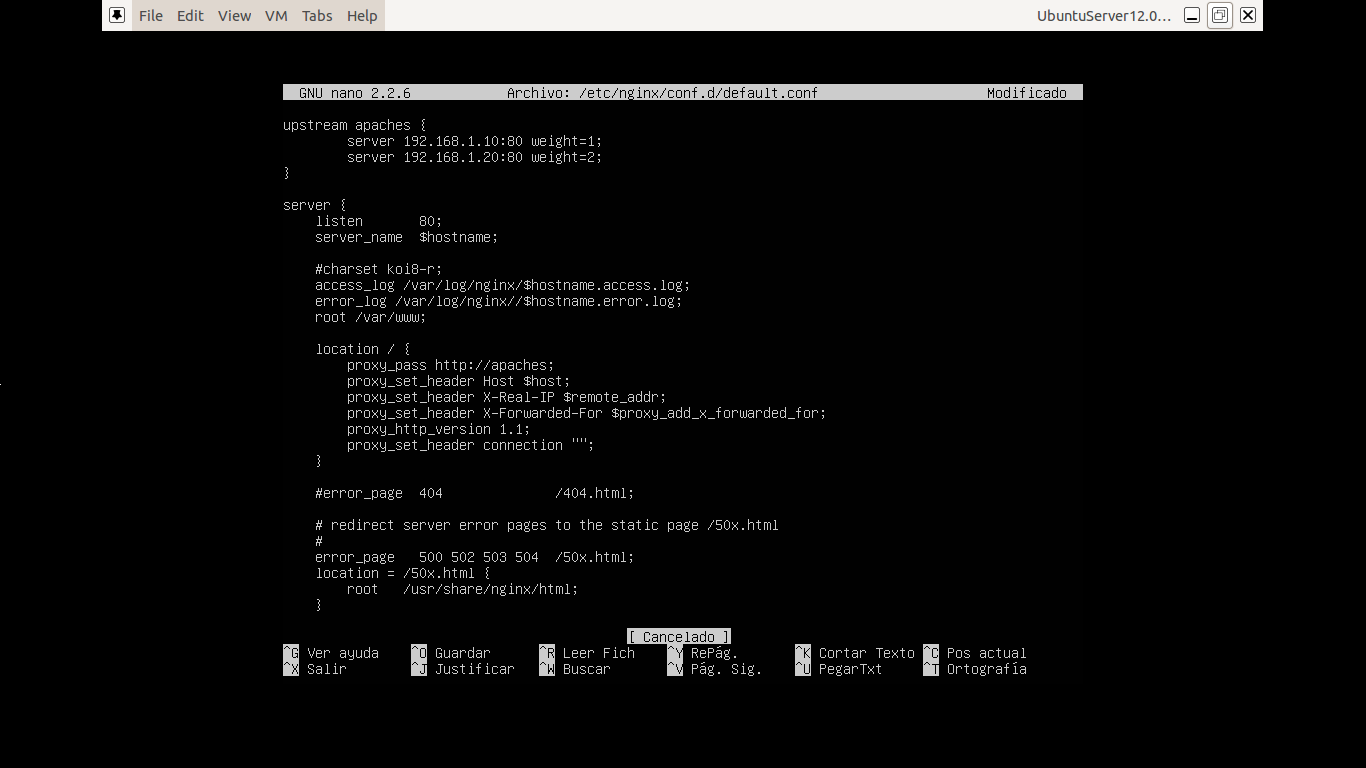 File Edit View VM Tabs Help UbuntuServer12.0...
GNU nano 2.2.6 Archivo: /etc/nginx/conf.d/default.conf Modificado
upstream apaches {
server 192.168.1.10:80 weight=1;
server 192.168.1.20:80 weight=2;
}
server {
listen 80;
server_name $hostname;
#charset koi8-r;
access_log /var/log/nginx/$hostname.access.log;
error_log /var/log/nginx//$hostname.error.log;
root /var/www;
location / {
proxy_pass http://apaches;
proxy_set_header Host $host;
proxy_set_header X-Real-IP $remote_addr;
proxy_set_header X-Forwarded-For $proxy_add_x_forwarded_for;
proxy_http_version 1.1;
proxy_set_header connection "";
}
#error_page 404 /404.html;
# redirect server error pages to the static page /50x.html
#
error_page 500 502 503 504 /50x.html;
location = /50x.html {
root /usr/share/nginx/html;
}
[ Cancelado ]
^G Ver ayuda ^O Guardar ^R Leer Fich ^Y RePág. ^K Cortar Texto ^C Pos actual
^X Salir ^J Justificar ^W Buscar ^V Pág. Sig. ^U PegarTxt ^T Ortografía